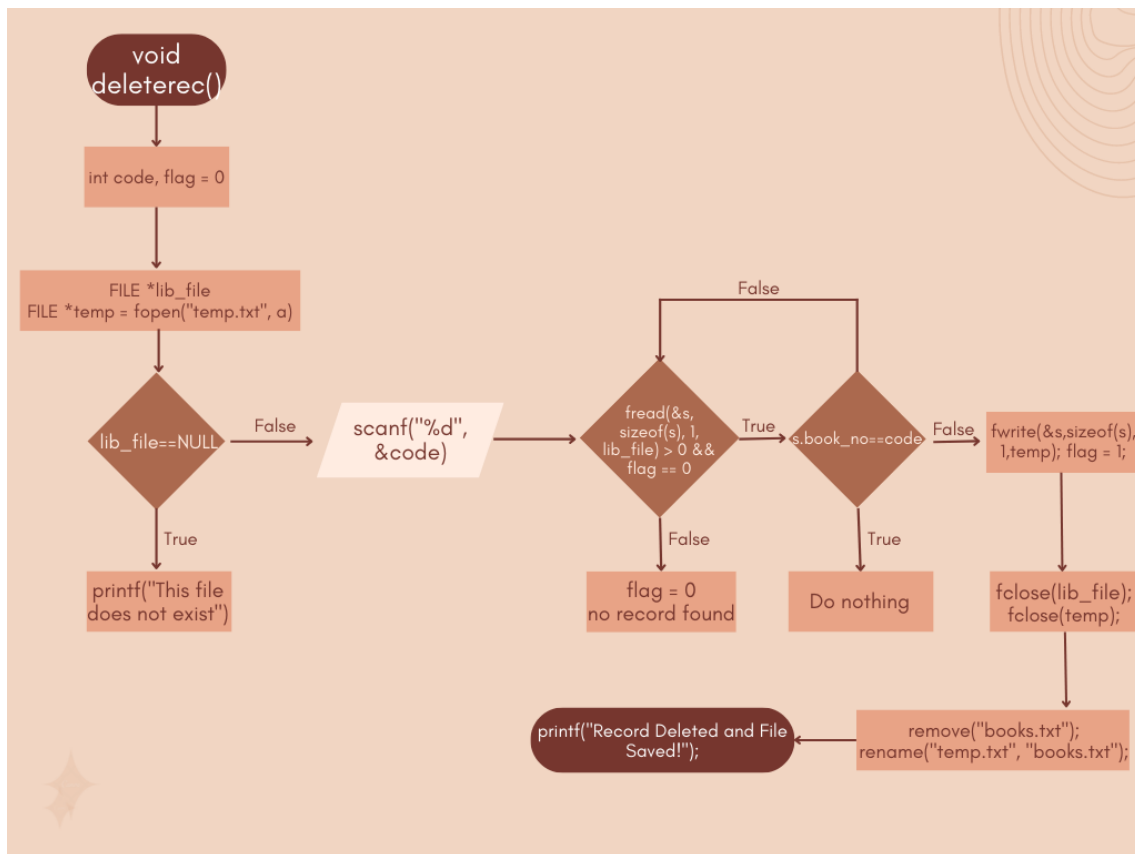 void
deleterec()
int code, flag = 0
FILE *lib_file
FILE *temp = fopen("temp.txt", a)
lib_file==NULL
False
True
printf("This file
does not exist")
scanf("%d",
&code)
False
fread(&s,
sizeof(s), 1,
lib_file) > 0 &&
flag == 0
True
False
flag = 0
no record found
s.book_no==code
False
True
Do nothing
fwrite(&s,sizeof(s),
1,temp); flag = 1;
fclose(lib_file);
fclose(temp);
remove("books.txt");
rename("temp.txt", "books.txt");
printf("Record Deleted and File
Saved!");